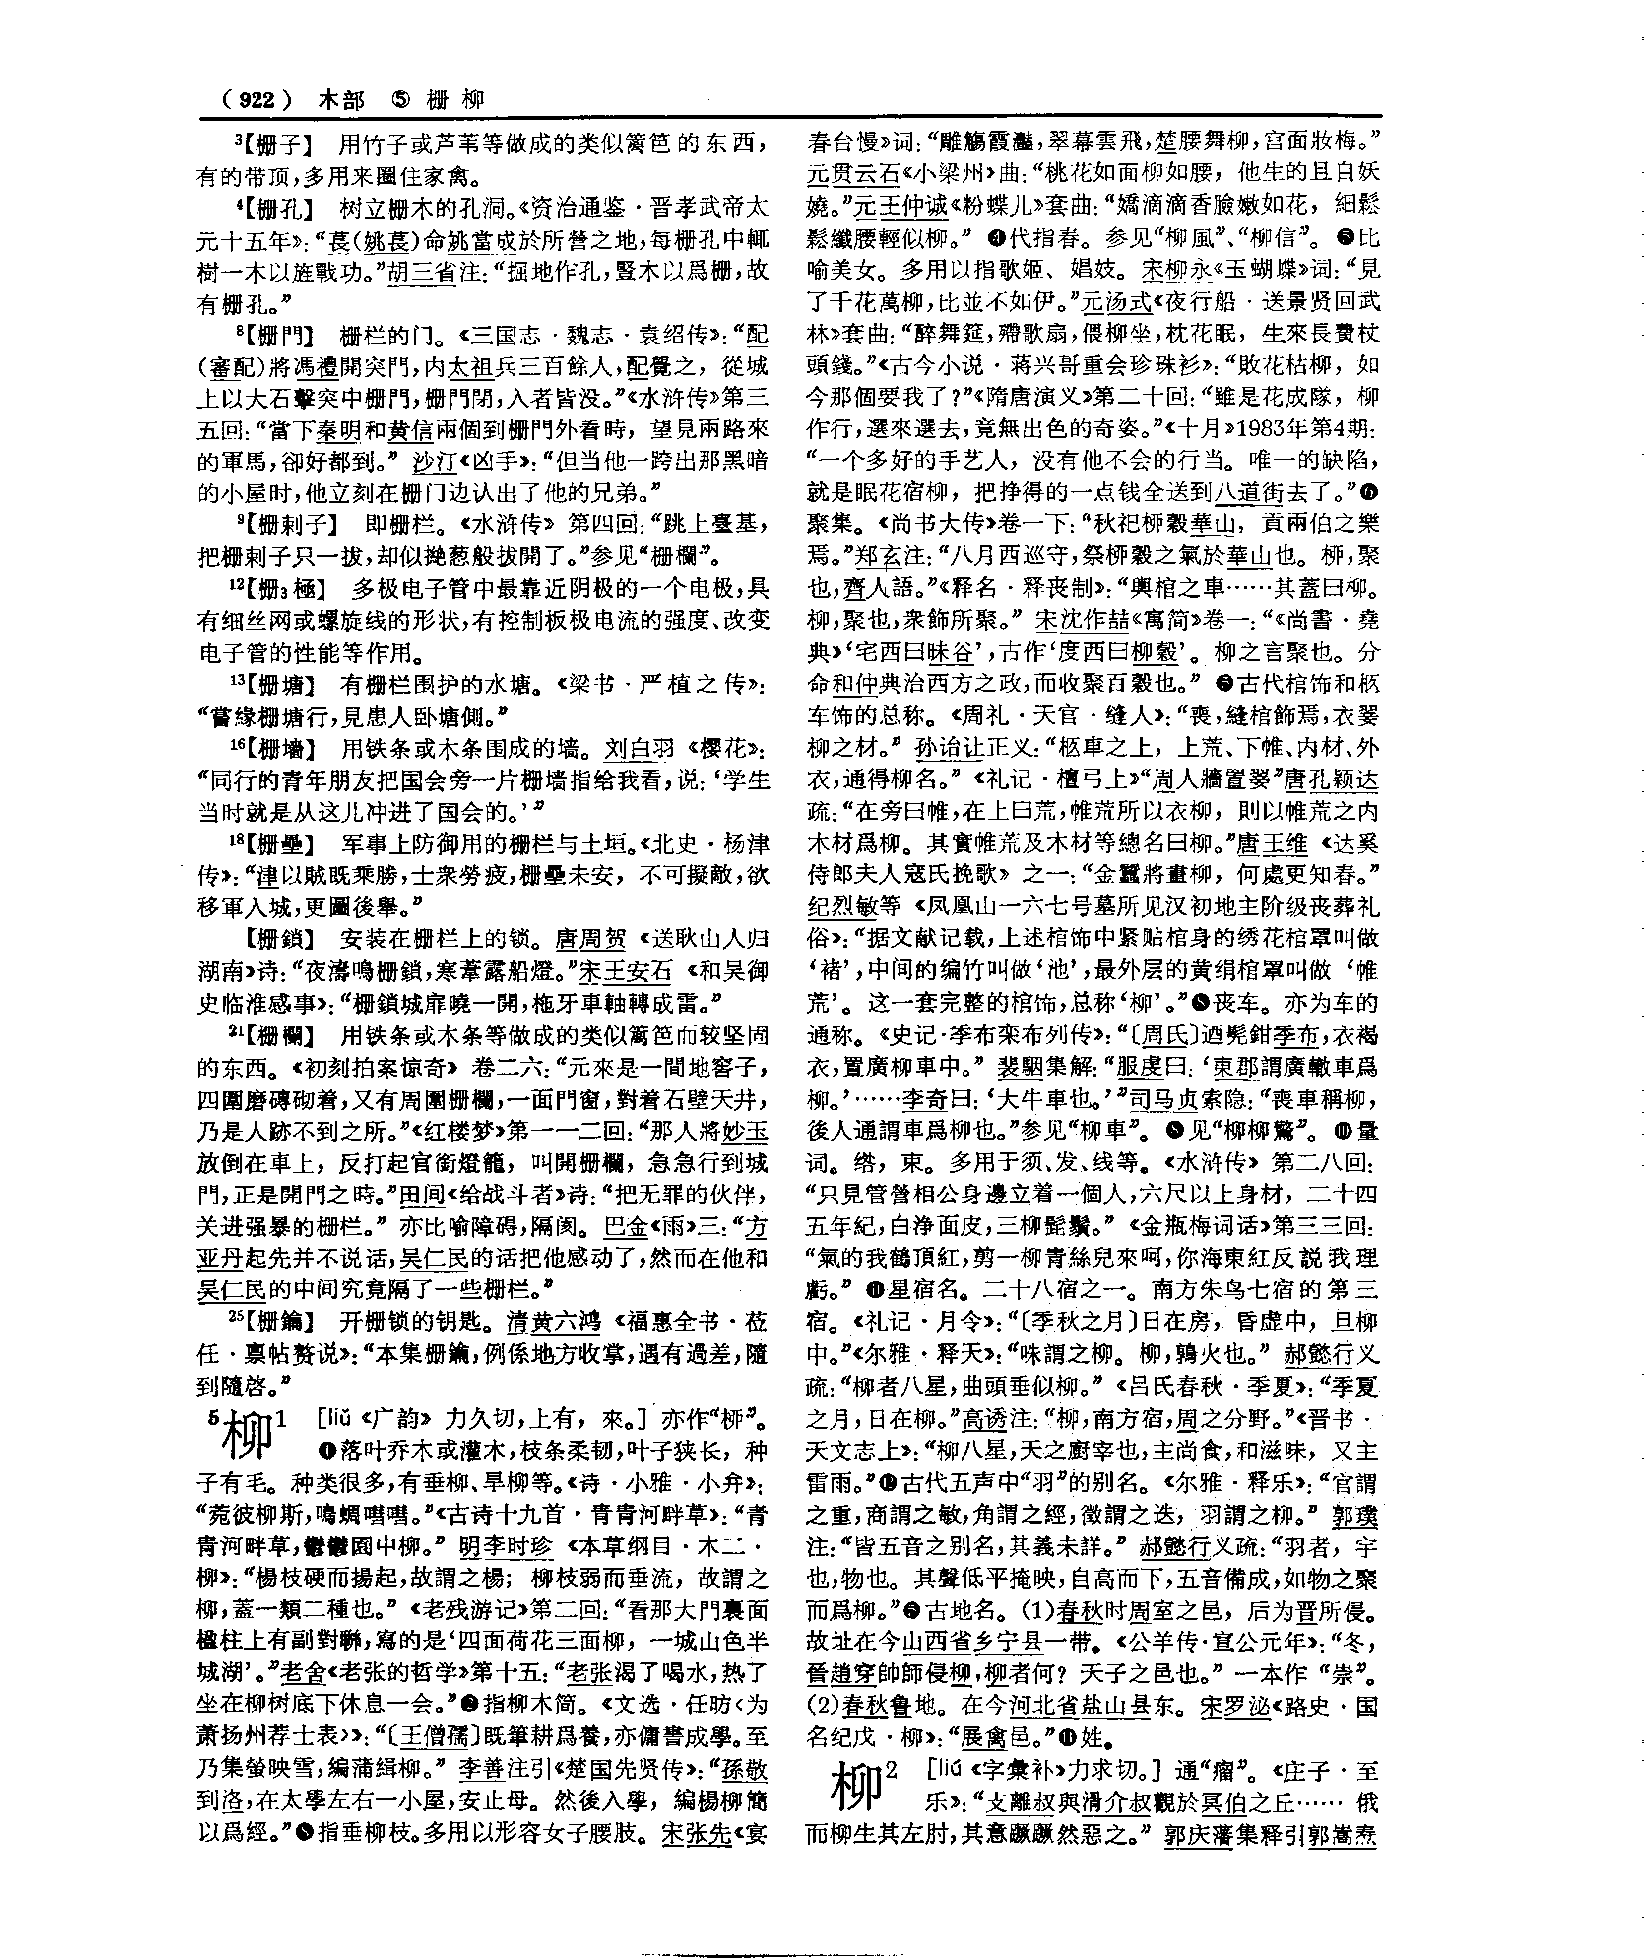 (922) 木部 ⑤ 栅柳
³【栅子】 用竹子或芦苇等做成的类似篱笆的东西，
有的带顶，多用来圈住家禽。
⁴【栅孔】 树立栅木的孔洞。《资治通鉴·晋孝武帝太
元十五年》：“萇(姚萇)命姚當成於所營之地，每栅孔中輒
樹一木以旌戰功。”胡三省注：“掘地作孔，豎木以爲栅，故
有栅孔。”
⁸【栅門】 栅栏的门。《三国志·魏志·袁绍传》：“配
(審配)將馮禮開突門，内太祖兵三百餘人，配覺之，從城
上以大石擊突中栅門，栅門閉，入者皆没。”《水浒传》第三
五回：“當下秦明和黄信兩個到栅門外看時，望見兩路來
的軍馬，卻好都到。” 沙汀《凶手》：“但当他一跨出那黑暗
的小屋时，他立刻在栅门边认出了他的兄弟。”
⁹【栅剌子】 即栅栏。《水浒传》第四回：“跳上臺基，
把栅剌子只一拔，却似撧葱般拔開了。”参见“栅欄”。
¹²【栅₃極】 多极电子管中最靠近阴极的一个电极，具
有细丝网或螺旋线的形状，有控制板极电流的强度、改变
电子管的性能等作用。
¹³【栅塘】 有栅栏围护的水塘。《梁书·严植之传》：
“嘗緣栅塘行，見患人卧塘側。”
¹⁶【栅墙】 用铁条或木条围成的墙。刘白羽《樱花》：
“同行的青年朋友把国会旁一片栅墙指给我看，说：‘学生
当时就是从这儿冲进了国会的。’”
¹⁸【栅壘】 军事上防御用的栅栏与土垣。《北史·杨津
传》：“津以賊既乘勝，士衆勞疲，栅壘未安，不可擬敵，欲
移軍入城，更圖後舉。”
【栅鎖】 安装在栅栏上的锁。唐周贺《送耿山人归
湖南》诗：“夜濤鳴栅鎖，寒葦露船燈。”宋王安石《和吴御
史临淮感事》：“栅鎖城扉曉一開，柂牙車軸轉成雷。”
²¹【栅欄】 用铁条或木条等做成的类似篱笆而较坚固
的东西。《初刻拍案惊奇》卷二六：“元來是一間地窖子，
四圍磨磚砌着，又有周圍栅欄，一面門窗，對着石壁天井，
乃是人跡不到之所。”《红楼梦》第一一二回：“那人將妙玉
放倒在車上，反打起官銜燈籠，叫開栅欄，急急行到城
門，正是開門之時。”田间《给战斗者》诗：“把无罪的伙伴，
关进强暴的栅栏。” 亦比喻障碍，隔阂。巴金《雨》三：“方
亚丹起先并不说话，吴仁民的话把他感动了，然而在他和
吴仁民的中间究竟隔了一些栅栏。”
²⁵【栅鑰】 开栅锁的钥匙。清黄六鸿《福惠全书·莅
任·禀帖赘说》：“本集栅鑰，例係地方收掌，遇有過差，隨
到隨啓。”
⁵柳¹ [liǔ《广韵》力久切，上有，來。] 亦作“桺”。
❶落叶乔木或灌木，枝条柔韧，叶子狭长，种
子有毛。种类很多，有垂柳、旱柳等。《诗·小雅·小弁》：
“菀彼柳斯，鳴蜩嘒嘒。”《古诗十九首·青青河畔草》：“青
青河畔草，鬱鬱園中柳。” 明李时珍《本草纲目·木二·
柳》：“楊枝硬而揚起，故謂之楊；柳枝弱而垂流，故謂之
柳，蓋一類二種也。” 《老残游记》第二回：“看那大門裏面
楹柱上有副對聯，寫的是‘四面荷花三面柳，一城山色半
城湖’。”老舍《老张的哲学》第十五：“老张渴了喝水，热了
坐在柳树底下休息一会。”❷指柳木简。《文选·任昉〈为
萧扬州荐士表〉》：“〔王僧孺〕既筆耕爲養，亦傭書成學。至
乃集螢映雪，編蒲緝柳。” 李善注引《楚国先贤传》：“孫敬
到洛，在太學左右一小屋，安止母。然後入學，編楊柳簡
以爲經。”❸指垂柳枝。多用以形容女子腰肢。宋张先《宴
春台慢》词：“雕觴霞灩，翠幕雲飛，楚腰舞柳，宫面妝梅。”
元贯云石《小梁州》曲：“桃花如面柳如腰，他生的且自妖
嬈。”元王仲诚《粉蝶儿》套曲：“嬌滴滴香臉嫩如花，細鬆
鬆纖腰輕似柳。” ❹代指春。参见“柳風”、“柳信”。❺比
喻美女。多用以指歌姬、娼妓。宋柳永《玉蝴蝶》词：“見
了千花萬柳，比並不如伊。”元汤式《夜行船·送景贤回武
林》套曲：“醉舞筵，殢歌扇，偎柳坐，枕花眠，生來長費杖
頭錢。”《古今小说·蒋兴哥重会珍珠衫》：“敗花枯柳，如
今那個要我了？”《隋唐演义》第二十回：“雖是花成隊，柳
作行，選來選去，竟無出色的奇姿。”《十月》1983年第4期：
“一个多好的手艺人，没有他不会的行当。唯一的缺陷，
就是眠花宿柳，把挣得的一点钱全送到八道街去了。”❻
聚集。《尚书大传》卷一下：“秋祀桺穀華山，貢兩伯之樂
焉。”郑玄注：“八月西巡守，祭桺穀之氣於華山也。桺，聚
也，齊人語。”《释名·释丧制》：“輿棺之車……其蓋曰柳。
柳，聚也，衆飾所聚。” 宋沈作喆《寓简》卷一：“《尚書·堯
典》‘宅西曰昧谷’，古作‘度西曰柳穀’。柳之言聚也。分
命和仲典治西方之政，而收聚百穀也。” ❼古代棺饰和柩
车饰的总称。《周礼·天官·缝人》：“喪，縫棺飾焉，衣翣
柳之材。” 孙诒让正义：“柩車之上，上荒、下帷、内材、外
衣，通得柳名。” 《礼记·檀弓上》“周人牆置翣”唐孔颖达
疏：“在旁曰帷，在上曰荒，帷荒所以衣柳，則以帷荒之内
木材爲柳。其實帷荒及木材等總名曰柳。”唐王维《达奚
侍郎夫人寇氏挽歌》之一：“金蠶將畫柳，何處更知春。”
纪烈敏等《凤凰山一六七号墓所见汉初地主阶级丧葬礼
俗》：“据文献记载，上述棺饰中紧贴棺身的绣花棺罩叫做
‘褚’，中间的编竹叫做‘池’，最外层的黄绢棺罩叫做‘帷
荒’。这一套完整的棺饰，总称‘柳’。”❽丧车。亦为车的
通称。《史记·季布栾布列传》：“〔周氏〕迺髡鉗季布，衣褐
衣，置廣柳車中。” 裴駰集解：“服虔曰：‘東郡謂廣轍車爲
柳。’……李奇曰：‘大牛車也。’”司马贞索隐：“喪車稱柳，
後人通謂車爲柳也。”参见“柳車”。❾见“柳柳驚”。❿量
词。绺，束。多用于须、发、线等。《水浒传》第二八回：
“只見管營相公身邊立着一個人，六尺以上身材，二十四
五年紀，白净面皮，三柳髭鬚。” 《金瓶梅词话》第三三回：
“氣的我鶴頂紅，剪一柳青絲兒來呵，你海東紅反説我理
虧。” ⓫星宿名。二十八宿之一。南方朱鸟七宿的第三
宿。《礼记·月令》：“〔季秋之月〕日在房，昏虚中，旦柳
中。”《尔雅·释天》：“咮謂之柳。柳，鶉火也。” 郝懿行义
疏：“柳者八星，曲頭垂似柳。” 《吕氏春秋·季夏》：“季夏
之月，日在柳。”高诱注：“柳，南方宿，周之分野。”《晋书·
天文志上》：“柳八星，天之廚宰也，主尚食，和滋味，又主
雷雨。”⓬古代五声中“羽”的别名。《尔雅·释乐》：“宫謂
之重，商謂之敏，角謂之經，徵謂之迭，羽謂之柳。” 郭璞
注：“皆五音之别名，其義未詳。” 郝懿行义疏：“羽者，宇
也，物也。其聲低平掩映，自高而下，五音備成，如物之聚
而爲柳。”⓭古地名。(1)春秋时周室之邑，后为晋所侵。
故址在今山西省乡宁县一带。《公羊传·宣公元年》：“冬，
晉趙穿帥師侵柳，柳者何？天子之邑也。” 一本作“崇”。
(2)春秋鲁地。在今河北省盐山县东。宋罗泌《路史·国
名纪戊·柳》：“展禽邑。”⓮姓。
柳² [liú《字彙补》力求切。] 通“瘤”。《庄子·至
乐》：“支離叔與滑介叔觀於冥伯之丘…… 俄
而柳生其左肘，其意蹶蹶然惡之。” 郭庆藩集释引郭嵩焘